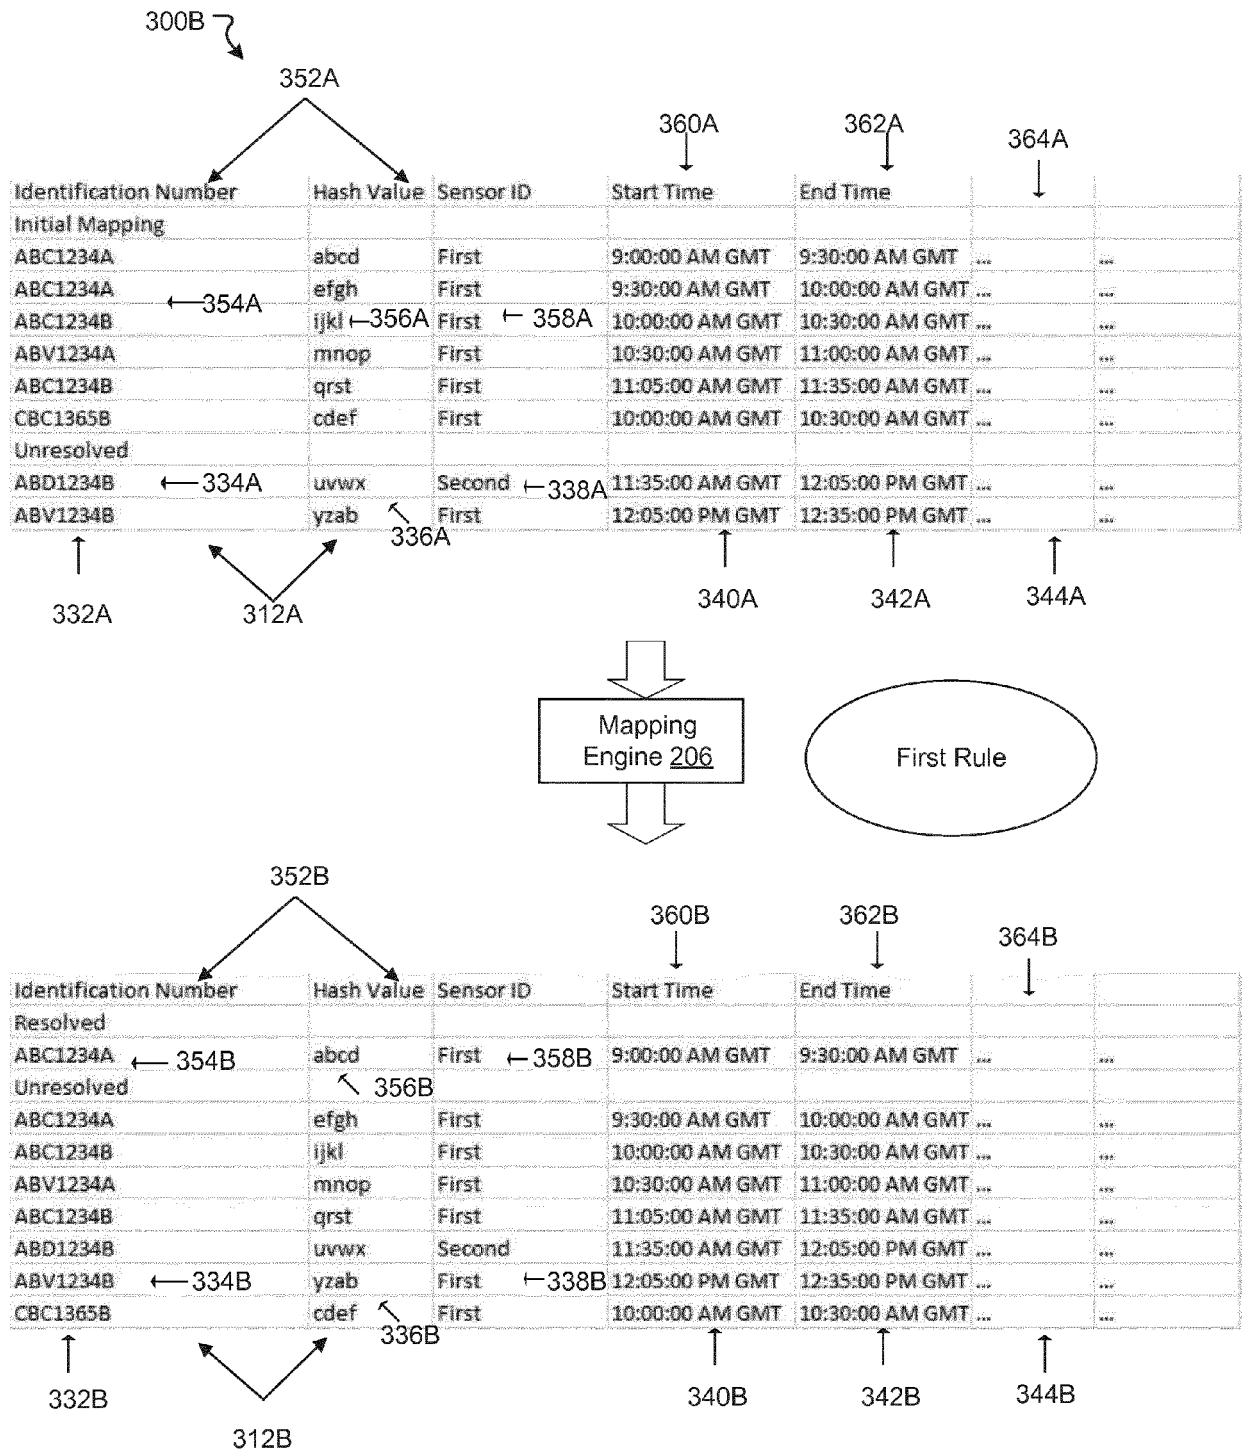 300B
352A
360A 362A 364A
Identification Number Hash Value Sensor ID Start Time End Time
Initial Mapping
ABC1234A abcd First 9:00:00 AM GMT 9:30:00 AM GMT ... ...
ABC1234A efgh First 9:30:00 AM GMT 10:00:00 AM GMT ... ...
354A
ABC1234B ijkl 356A First 358A 10:00:00 AM GMT 10:30:00 AM GMT ... ...
ABV1234A mnop First 10:30:00 AM GMT 11:00:00 AM GMT ... ...
ABC1234B qrst First 11:05:00 AM GMT 11:35:00 AM GMT ... ...
CBC1365B cdef First 10:00:00 AM GMT 10:30:00 AM GMT ... ...
Unresolved
ABD1234B 334A uvwx Second 338A 11:35:00 AM GMT 12:05:00 PM GMT ... ...
ABV1234B yzab First 12:05:00 PM GMT 12:35:00 PM GMT ... ...
336A
332A 312A 340A 342A 344A
Mapping
Engine 206
First Rule
352B
360B 362B 364B
Identification Number Hash Value Sensor ID Start Time End Time
Resolved
ABC1234A 354B abcd First 358B 9:00:00 AM GMT 9:30:00 AM GMT ... ...
Unresolved 356B
ABC1234A efgh First 9:30:00 AM GMT 10:00:00 AM GMT ... ...
ABC1234B ijkl First 10:00:00 AM GMT 10:30:00 AM GMT ... ...
ABV1234A mnop First 10:30:00 AM GMT 11:00:00 AM GMT ... ...
ABC1234B qrst First 11:05:00 AM GMT 11:35:00 AM GMT ... ...
ABD1234B uvwx Second 11:35:00 AM GMT 12:05:00 PM GMT ... ...
ABV1234B 334B yzab First 338B 12:05:00 PM GMT 12:35:00 PM GMT ... ...
CBC1365B cdef First 10:00:00 AM GMT 10:30:00 AM GMT ... ...
336B
332B 312B 340B 342B 344B